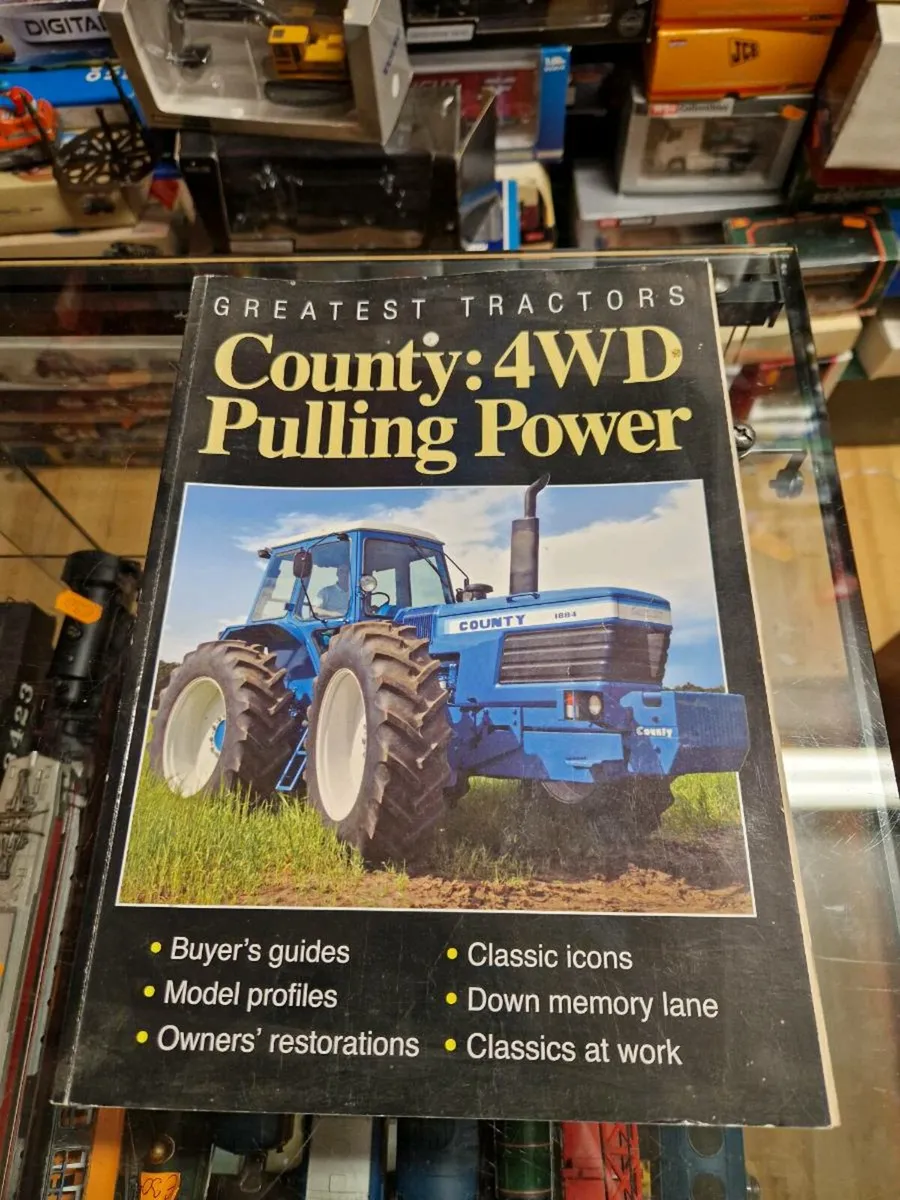 DIGITAL
JCB
GREATEST TRACTORS
County: 4WD
Pulling Power
COUNTY 1884
County
423
• Buyer's guides
• Model profiles
• Owners' restorations
• Classic icons
• Down memory lane
• Classics at work